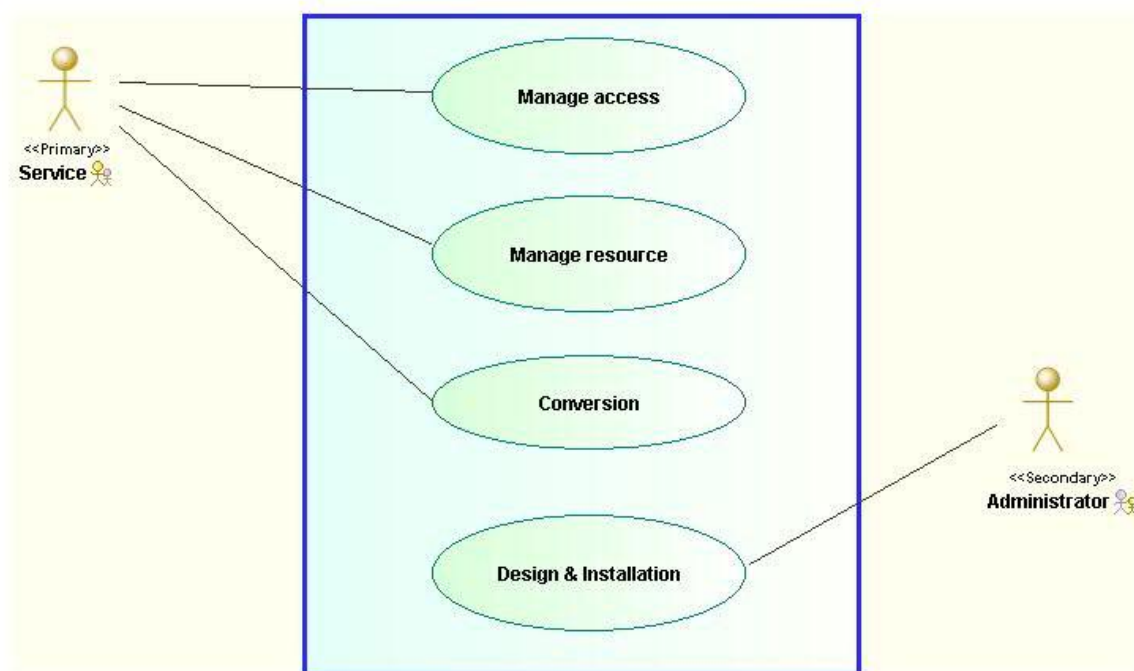 Manage access
<<Primary>>
Service
Manage resource
Conversion
<<Secondary>>
Administrator
Design & Installation